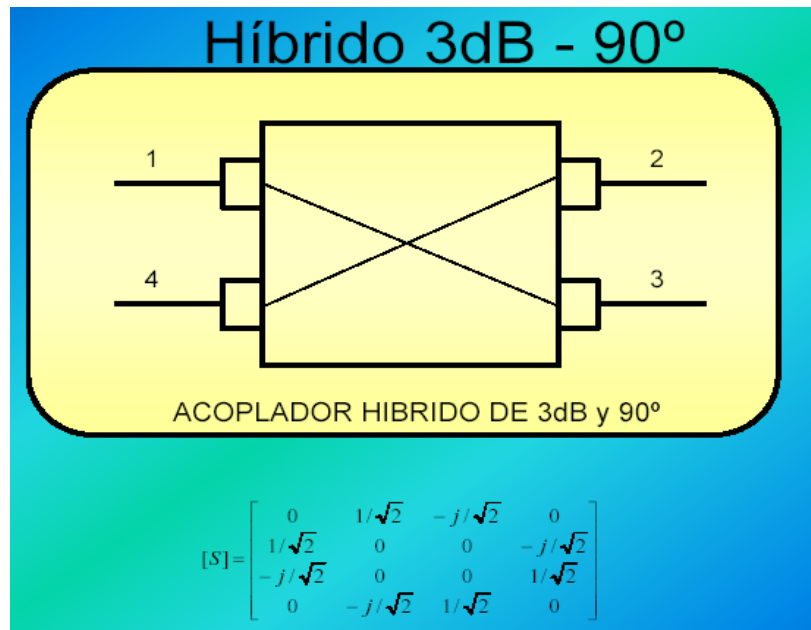 Híbrido 3dB - 90º
1 2
4 3
ACOPLADOR HIBRIDO DE 3dB y 90º
0 1/√2 -j/√2 0
1/√2 0 0 -j/√2
[S]=
-j/√2 0 0 1/√2
0 -j/√2 1/√2 0